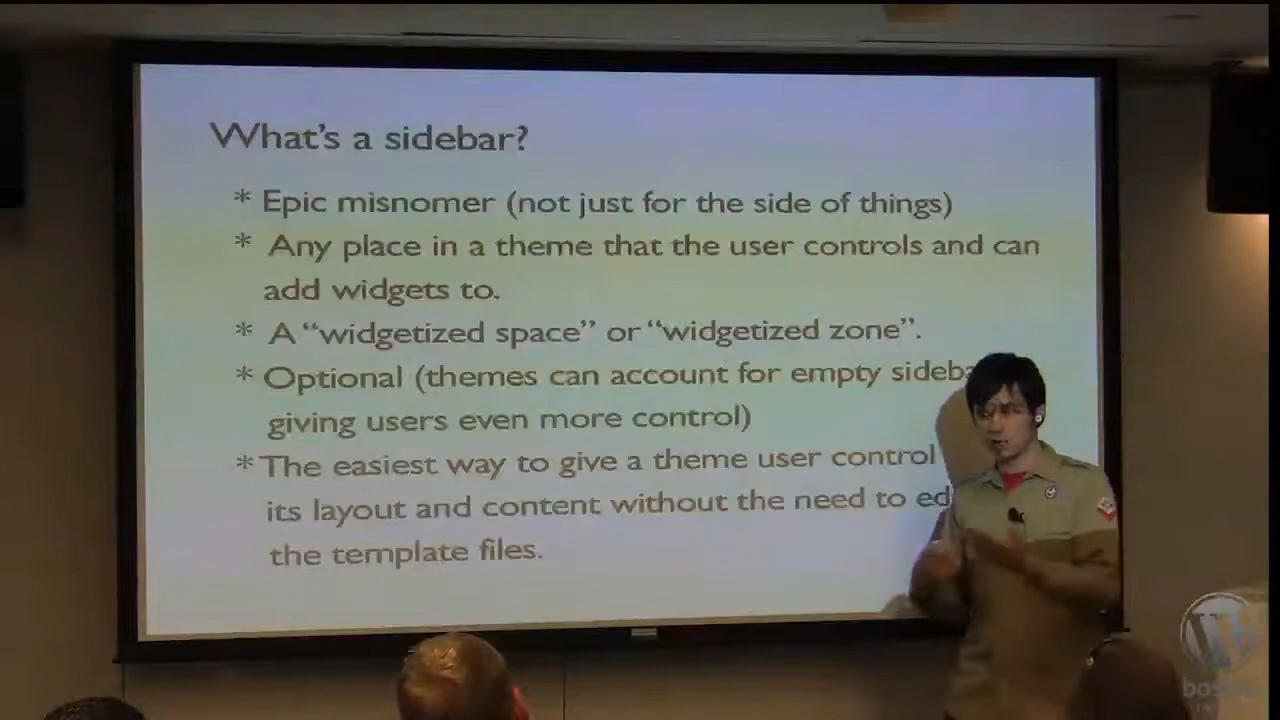 What's a sidebar?
* Epic misnomer (not just for the side of things)
* Any place in a theme that the user controls and can
add widgets to.
* A “widgetized space” or “widgetized zone”.
* Optional (themes can account for empty
giving users even more control)
* The easiest way to give a theme user control
its layout and content without the need to
the template files.